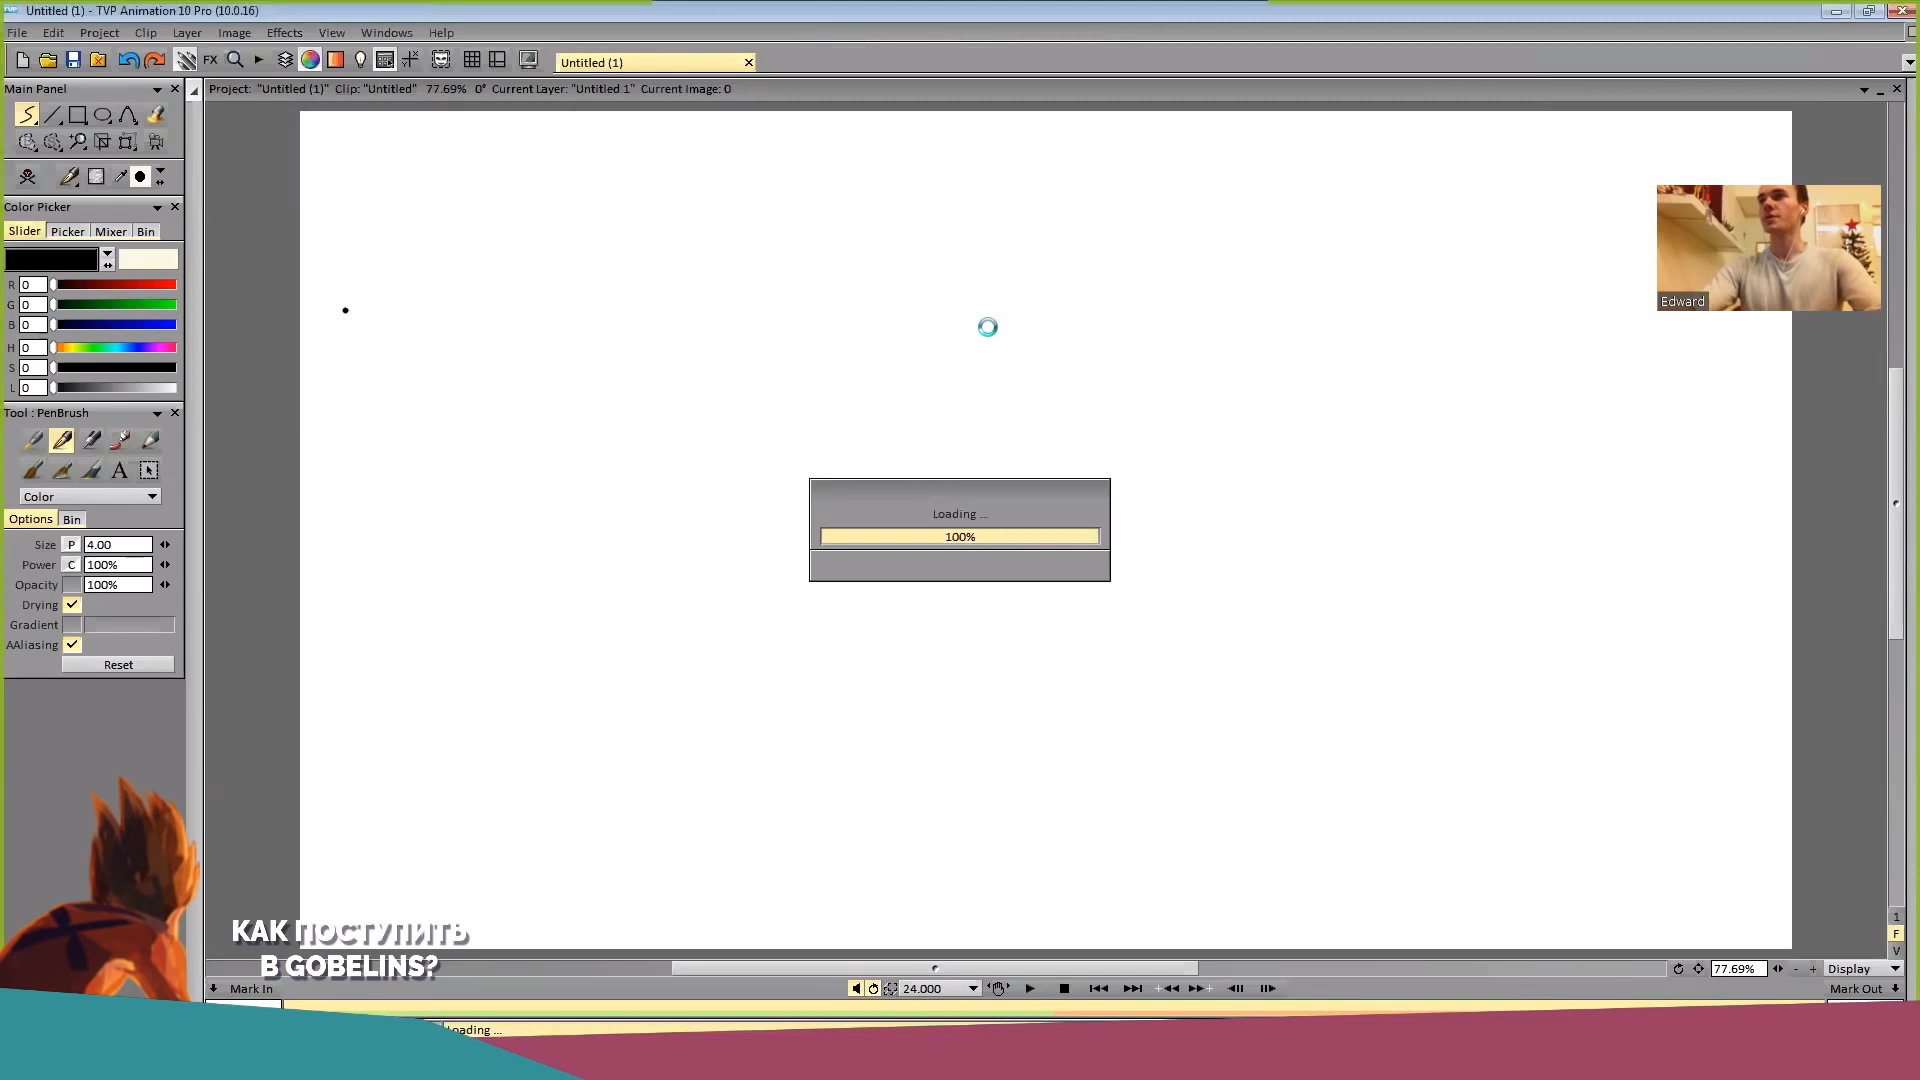 TVP Untitled (1) - TVP Animation 10 Pro (10.0.16)
File Edit Project Clip Layer Image Effects View Windows Help
FX Untitled (1)
Main Panel
Project: "Untitled (1)" Clip: "Untitled" 77.69% 0° Current Layer: "Untitled 1" Current Image: 0
Color Picker
Slider Picker Mixer Bin
R 0
G 0
B 0
H 0
S 0
L 0
Edward
Tool : PenBrush
A
Color
Options Bin
Size P 4.00
Power C 100%
Opacity 100%
Drying
Gradient
AAliasing
Reset
Loading ...
100%
КАК ПОСТУПИТЬ
В GOBELINS?
1
F
V
77.69% - + Display
Mark In 24.000 Mark Out
Loading ...